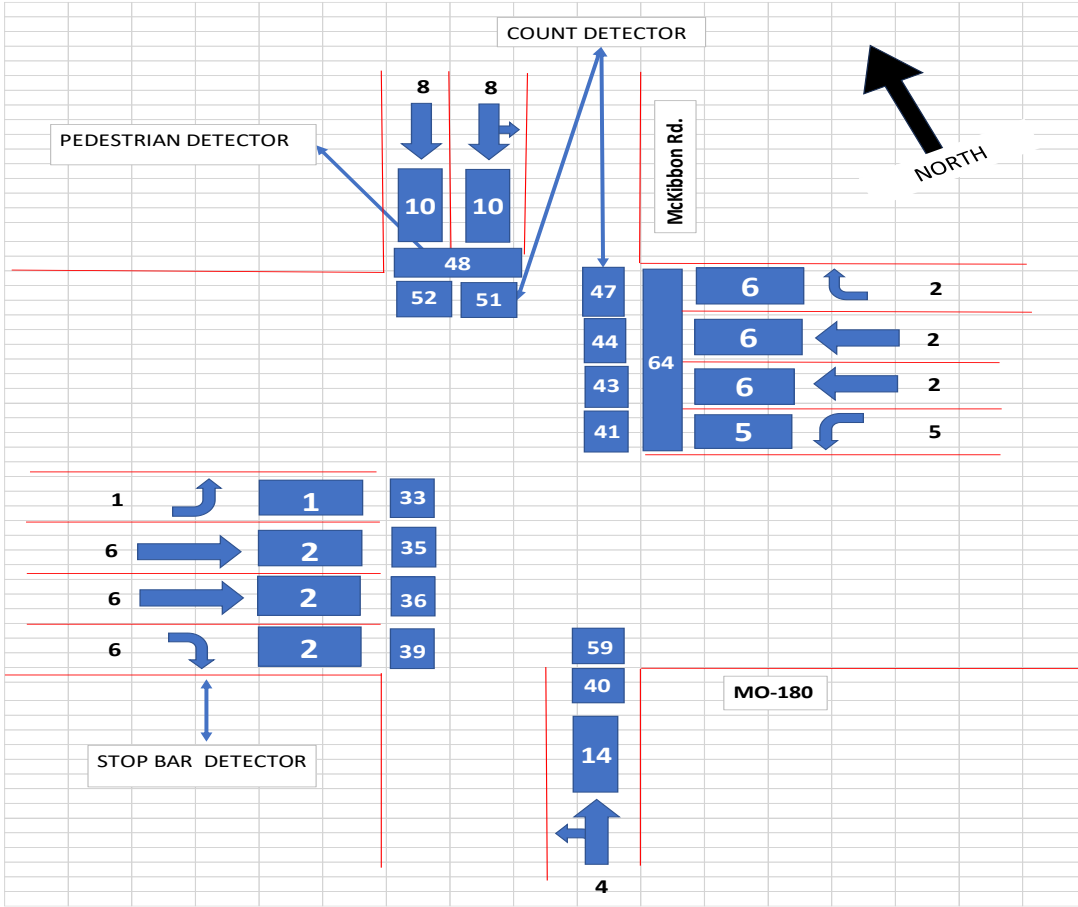 COUNT DETECTOR
8 8
McKibbon Rd.
NORTH
PEDESTRIAN DETECTOR
10 10
48
52 51
47 6 2
44 6 2
64
43 6 2
41 5 5
1 1 33
6 2 35
6 2 36
6 2 39
59
40
MO-180
14
STOP BAR DETECTOR
4